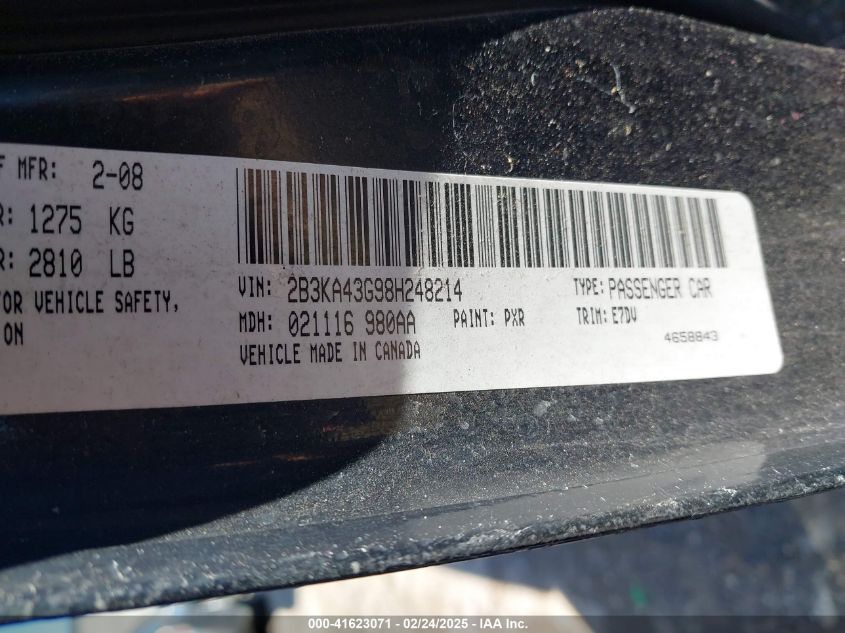 F MFR: 2-08
R: 1275 KG
R: 2810 LB
OR VEHICLE SAFETY,
ON
VIN: 2B3KA43G98H248214
TYPE: PASSENGER CAR
MDH: 021116 980AA
PAINT: PXR
TRIM: E7DV
VEHICLE MADE IN CANADA
4658843
000-41623071 - 02/24/2025 - IAA Inc.